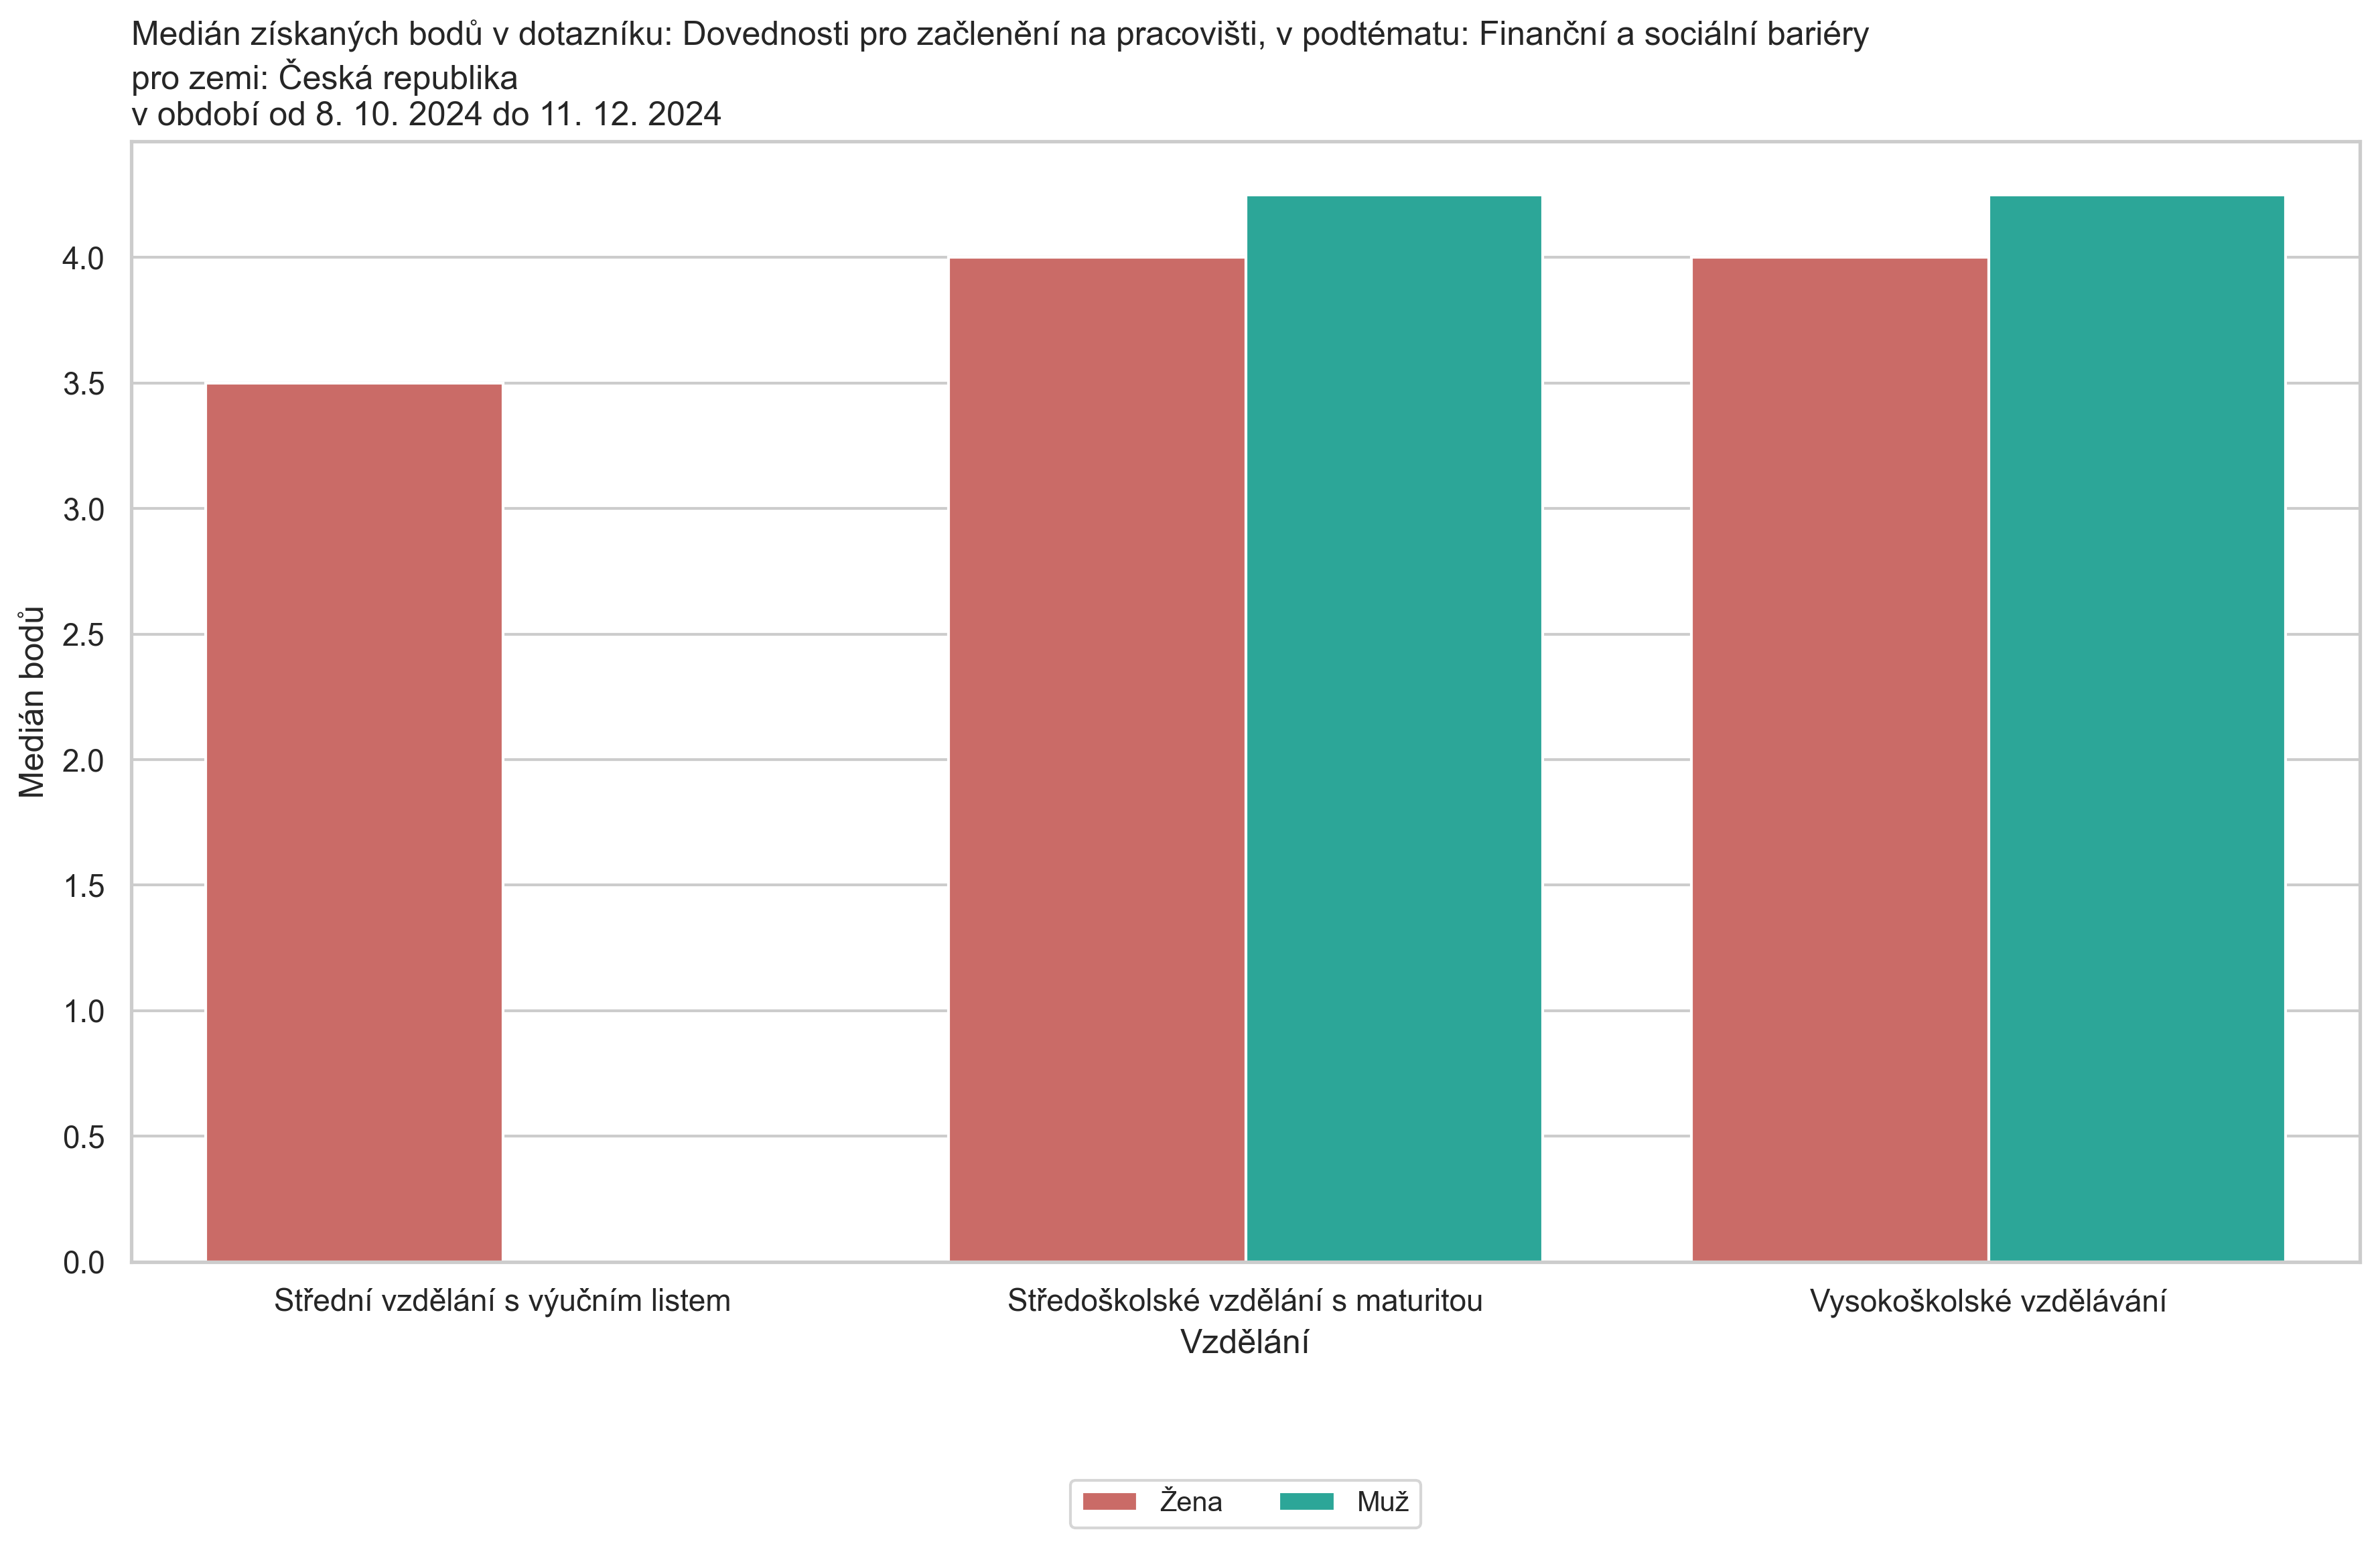 Medián získaných bodů v dotazníku: Dovednosti pro začlenění na pracovišti, v podtématu: Finanční a sociální bariéry
pro zemi: Česká republika
v období od 8. 10. 2024 do 11. 12. 2024
Medián bodů
4.0
3.5
3.0
2.5
2.0
1.5
1.0
0.5
0.0
Střední vzdělání s výučním listem
Středoškolské vzdělání s maturitou
Vysokoškolské vzdělávání
Vzdělání
Žena
Muž